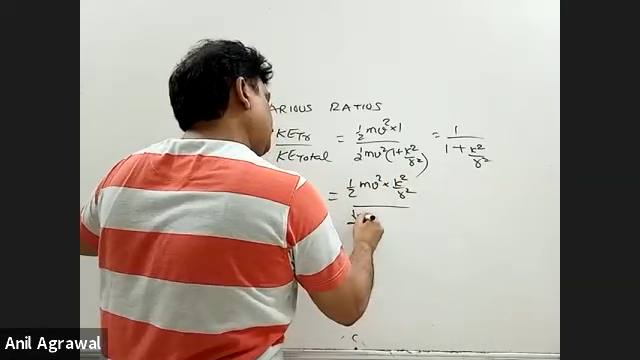 ARIOUS RATIOS
KETr / KETotal = ½mv²×1 / ½mv²(1+K²/r²) = 1 / 1+K²/r²
= ½mv²×K²/r²
Anil Agrawal